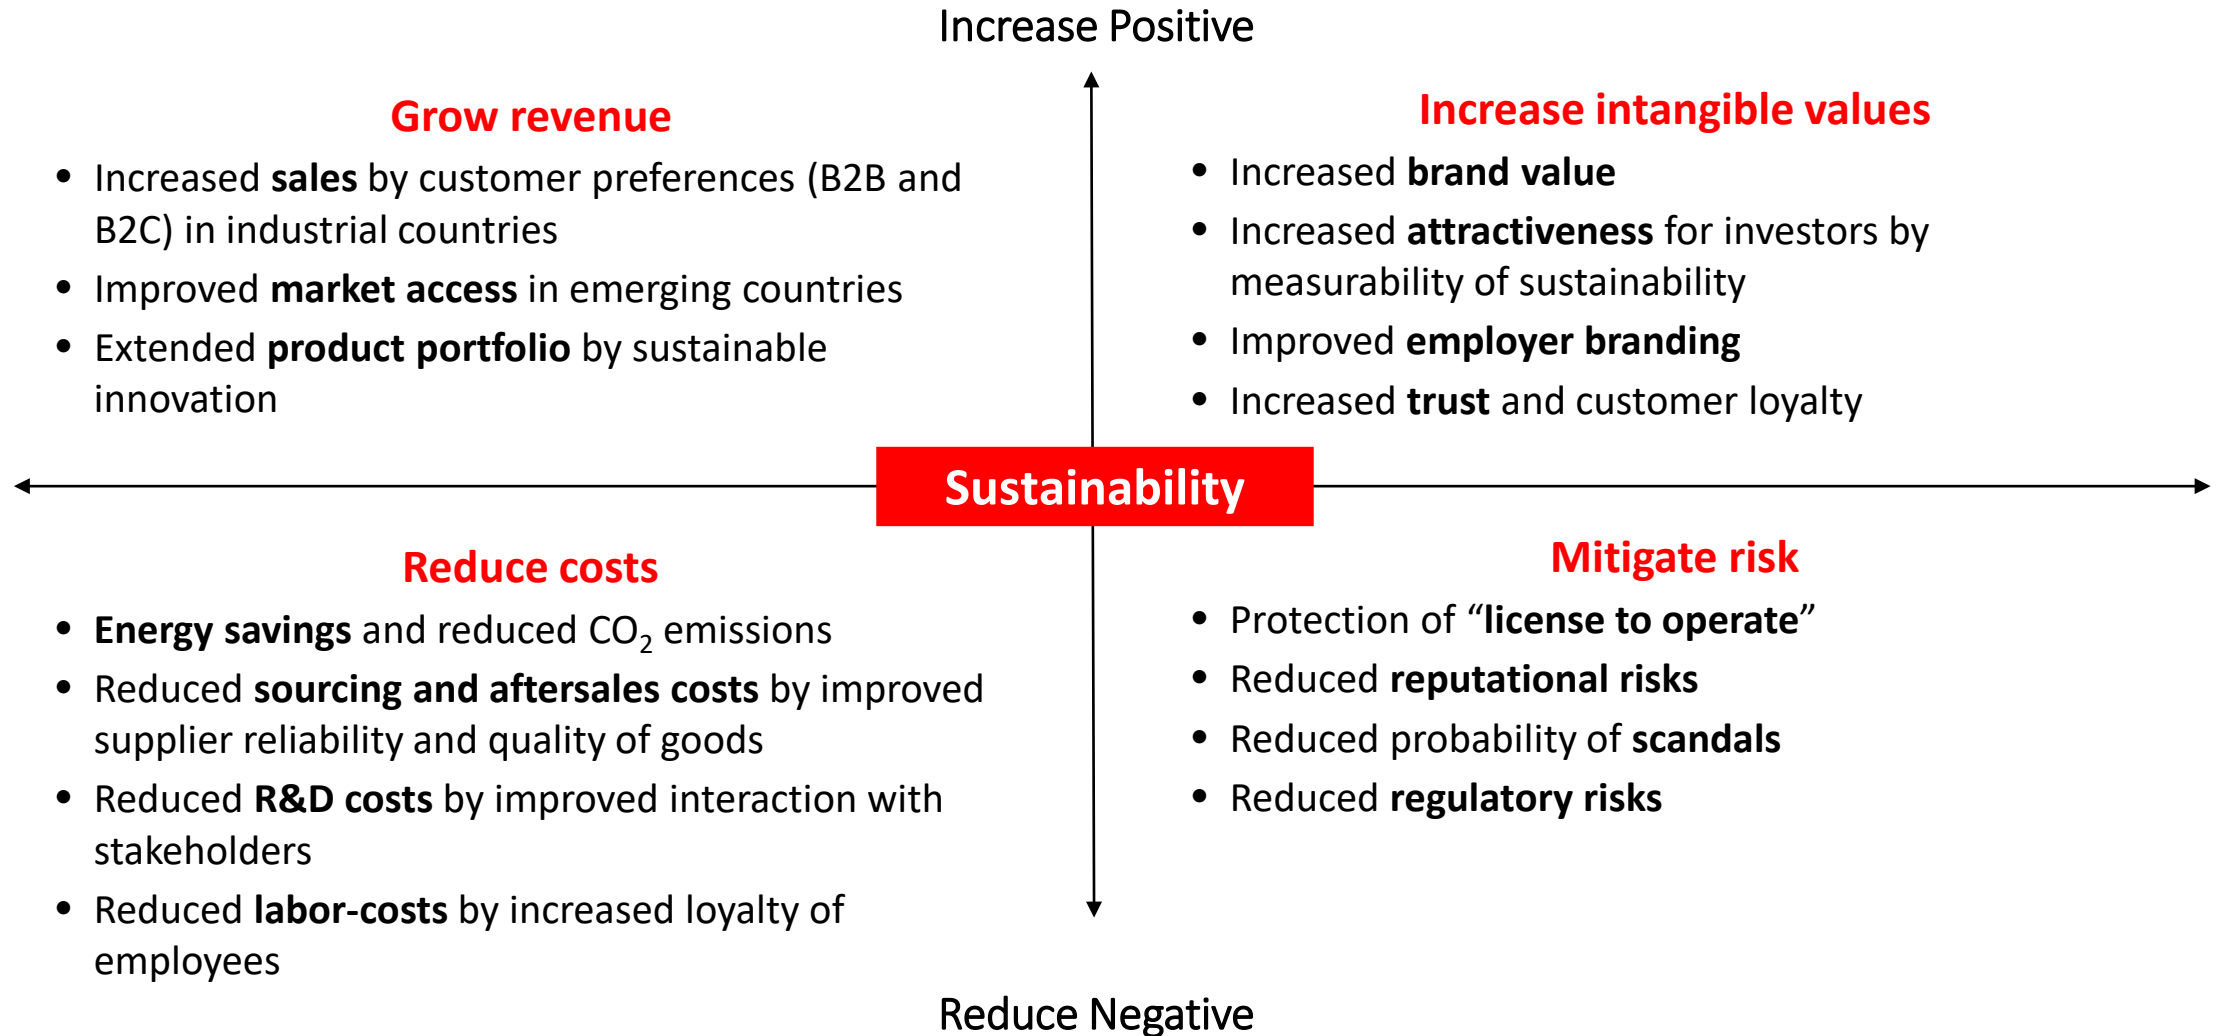 Increase Positive
Grow revenue
• Increased sales by customer preferences (B2B and
B2C) in industrial countries
• Improved market access in emerging countries
• Extended product portfolio by sustainable
innovation
Increase intangible values
• Increased brand value
• Increased attractiveness for investors by
measurability of sustainability
• Improved employer branding
• Increased trust and customer loyalty
Sustainability
Reduce costs
• Energy savings and reduced CO₂ emissions
• Reduced sourcing and aftersales costs by improved
supplier reliability and quality of goods
• Reduced R&D costs by improved interaction with
stakeholders
• Reduced labor-costs by increased loyalty of
employees
Mitigate risk
• Protection of “license to operate”
• Reduced reputational risks
• Reduced probability of scandals
• Reduced regulatory risks
Reduce Negative